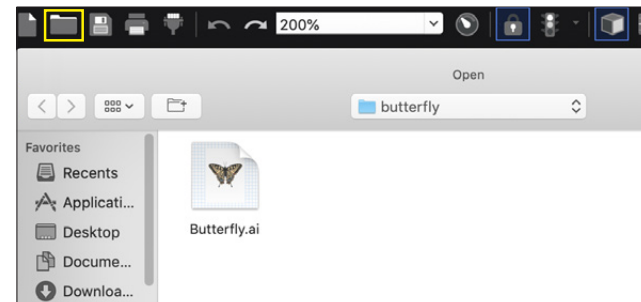 200%
Open
butterfly
Favorites
Recents
Applicati...
Desktop
Docume...
Downloa...
Butterfly.ai